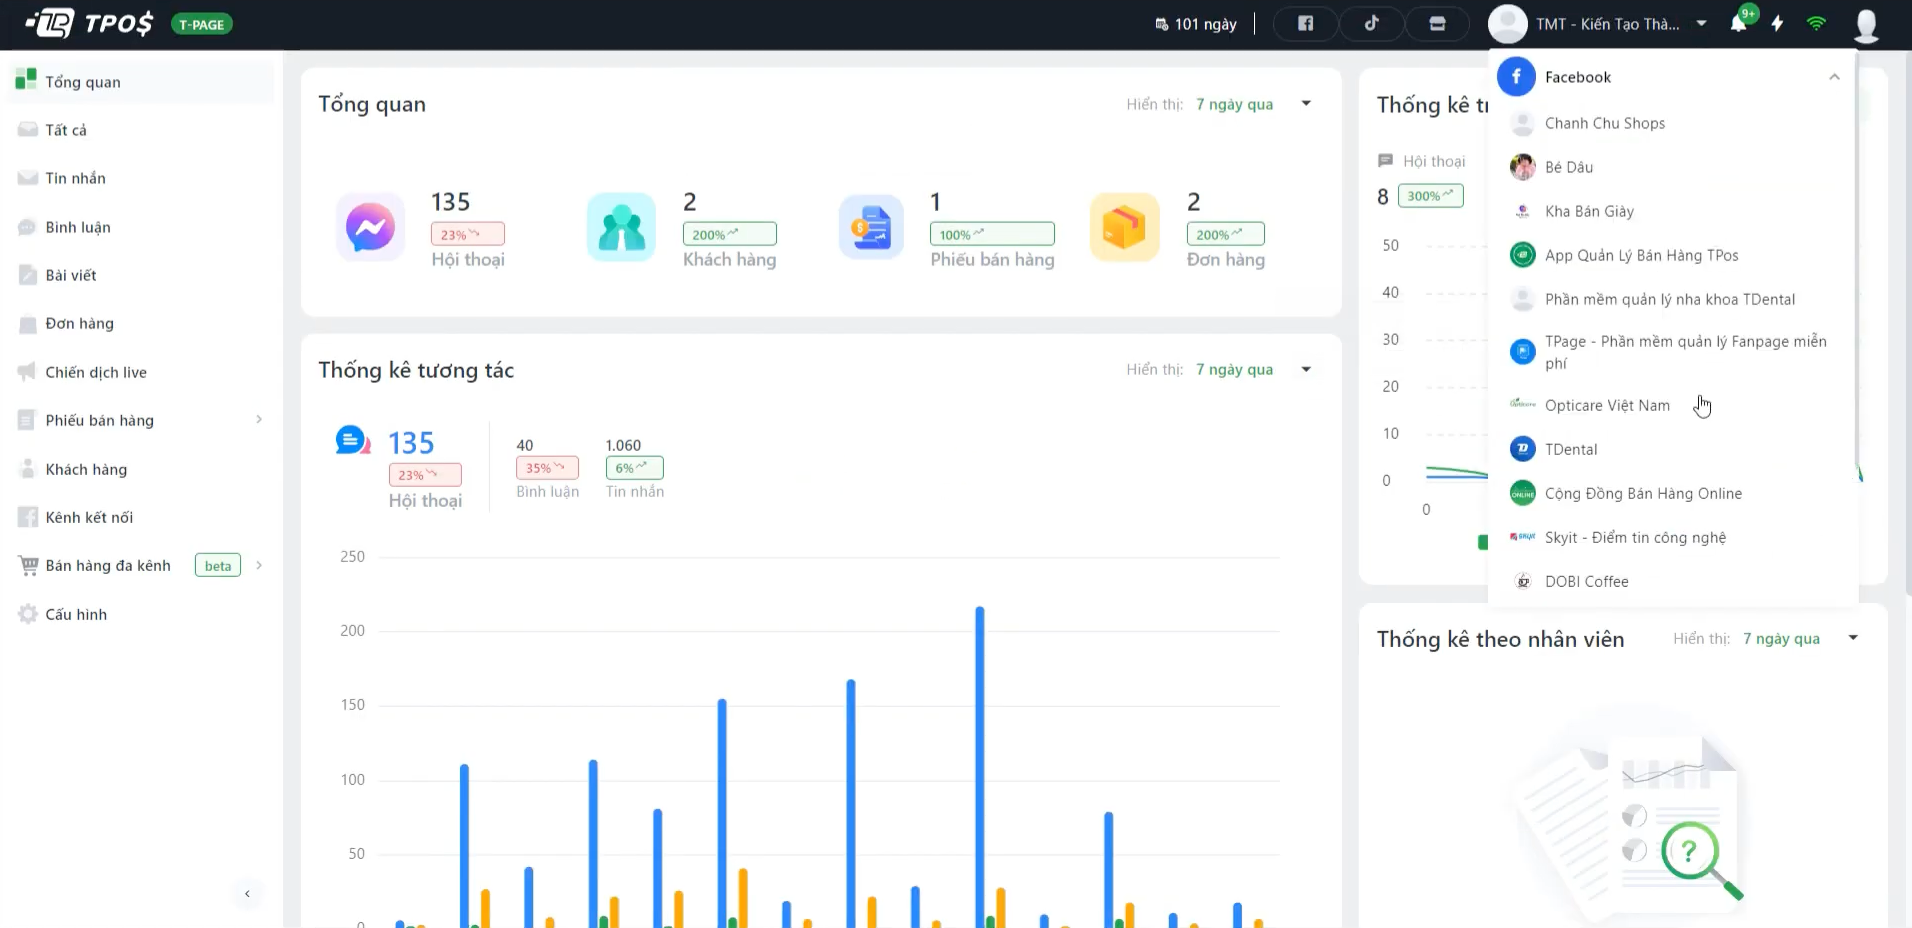 TPO$ T-PAGE
101 ngày
TMT - Kiến Tạo Thà...
9+
Tổng quan
Tất cả
Tin nhắn
Bình luận
Bài viết
Đơn hàng
Chiến dịch live
Phiếu bán hàng
Khách hàng
Kênh kết nối
Bán hàng đa kênh beta
Cấu hình
Tổng quan
Hiển thị: 7 ngày qua
135
23%
Hội thoại
2
200%
Khách hàng
1
100%
Phiếu bán hàng
2
200%
Đơn hàng
Thống kê tương tác
Hiển thị: 7 ngày qua
135
23%
Hội thoại
40
35%
Bình luận
1.060
6%
Tin nhắn
250
200
150
100
50
0
Thống kê tr
Hội thoại
8 300%
50
40
30
20
10
0
0
Facebook
Chanh Chu Shops
Bé Dâu
Kha Bán Giày
App Quản Lý Bán Hàng TPos
Phần mềm quản lý nha khoa TDental
TPage - Phần mềm quản lý Fanpage miễn
phí
Opticare Việt Nam
TDental
Cộng Đồng Bán Hàng Online
Skyit - Điểm tin công nghệ
DOBI Coffee
Thống kê theo nhân viên
Hiển thị: 7 ngày qua
?